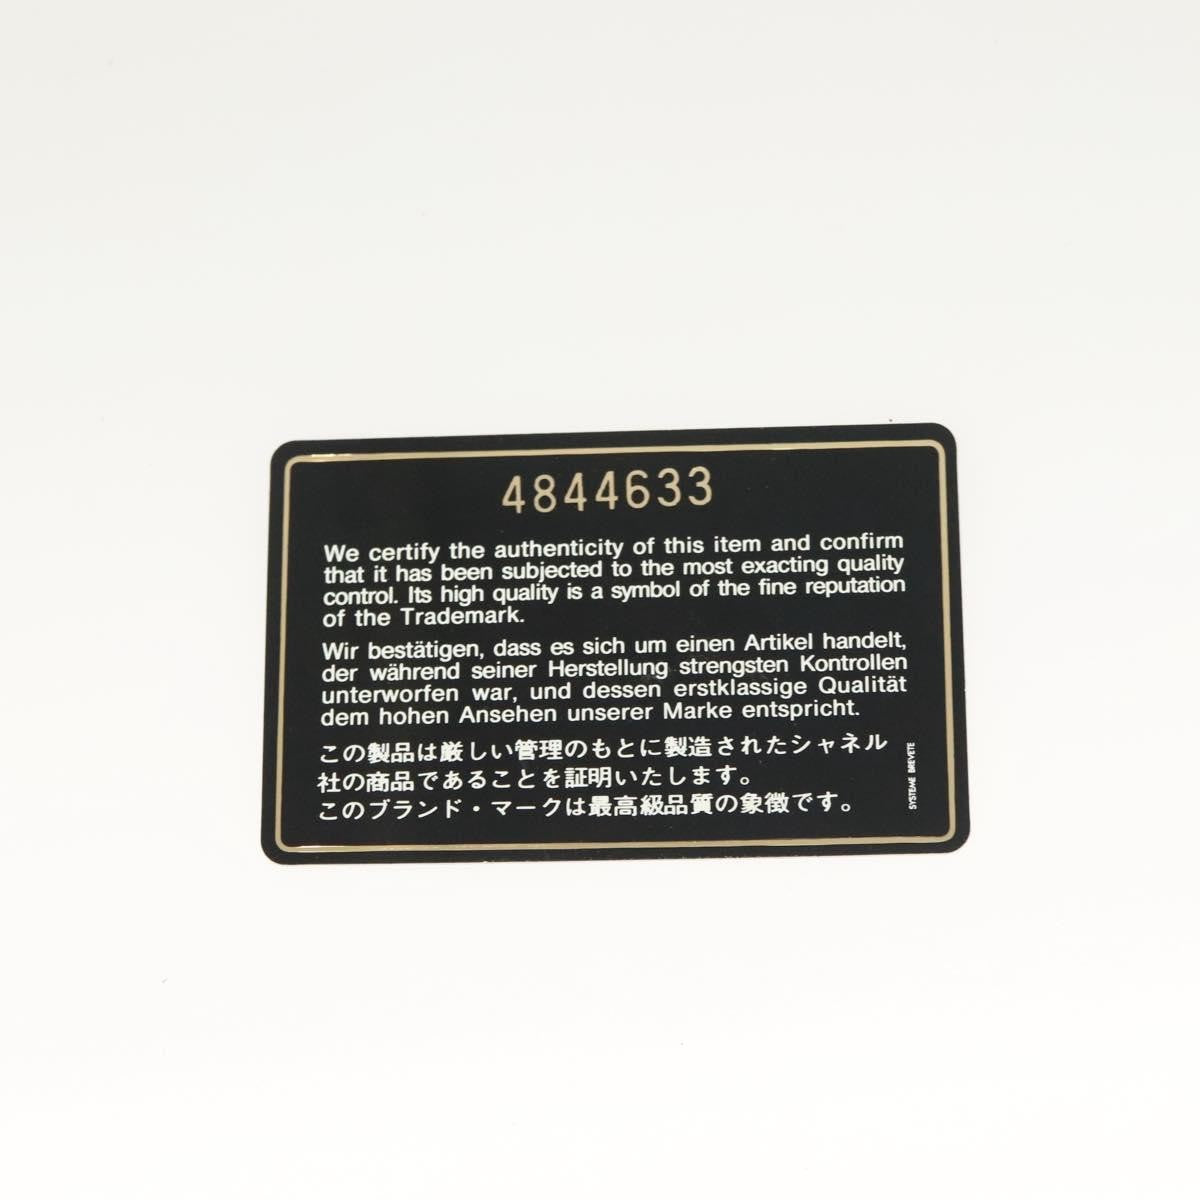 4844633
We certify the authenticity of this item and confirm
that it has been subjected to the most exacting quality
control. Its high quality is a symbol of the fine reputation
of the Trademark.
Wir bestätigen, dass es sich um einen Artikel handelt,
der während seiner Herstellung strengsten Kontrollen
unterworfen war, und dessen erstklassige Qualität
dem hohen Ansehen unserer Marke entspricht.
この製品は厳しい管理のもとに製造されたシャネル
社の商品であることを証明いたします。
このブランド・マークは最高級品質の象徴です。
SYSTEME BREVETE